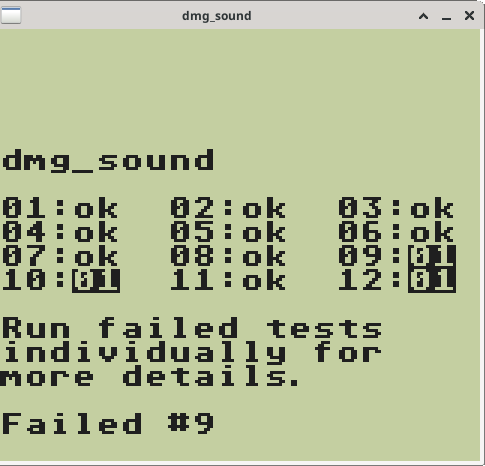 dmg_sound
dmg_sound
01:ok 02:ok 03:ok
04:ok 05:ok 06:ok
07:ok 08:ok 09:01
10:01 11:ok 12:01
Run failed tests
individually for
more details.
Failed #9